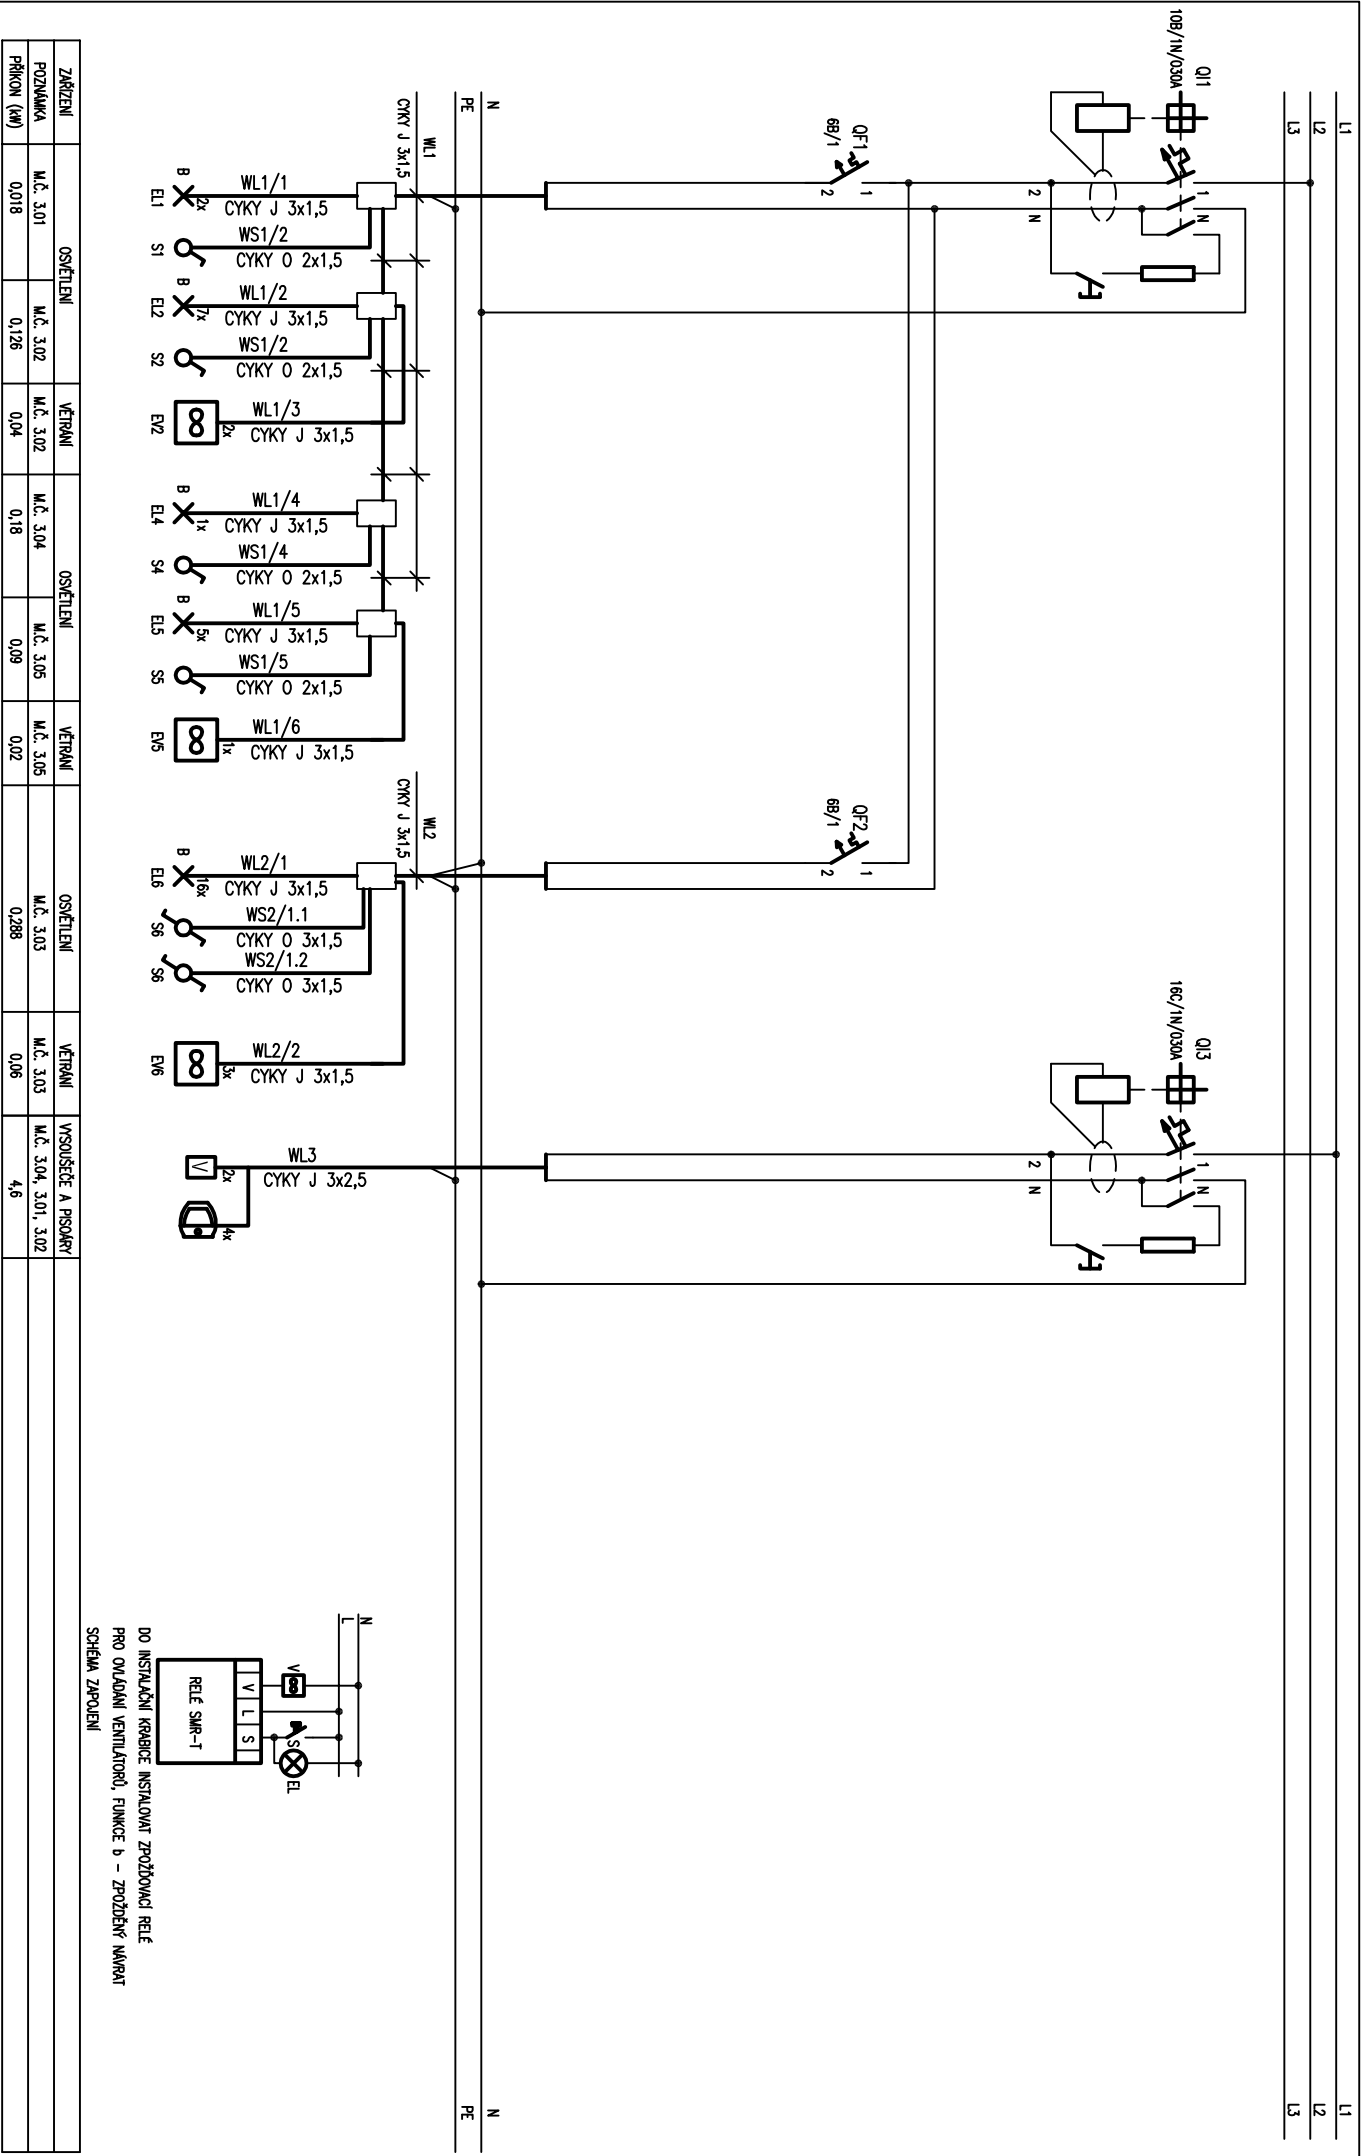 L1
L2
L3
L1
L2
L3
QI1
10B/1N/030A
1
N
2
N
QI3
16C/1N/030A
1
N
2
N
QF1
6B/1
1
2
QF2
6B/1
1
2
N
PE
N
PE
WL1
CYKY J 3x1,5
WL2
CYKY J 3x1,5
WL1/1
CYKY J 3x1,5
WS1/2
CYKY O 2x1,5
WL1/2
CYKY J 3x1,5
WS1/2
CYKY O 2x1,5
WL1/3
CYKY J 3x1,5
WL1/4
CYKY J 3x1,5
WS1/4
CYKY O 2x1,5
WL1/5
CYKY J 3x1,5
WS1/5
CYKY O 2x1,5
WL1/6
CYKY J 3x1,5
WL2/1
CYKY J 3x1,5
WS2/1.1
CYKY O 3x1,5
WS2/1.2
CYKY O 3x1,5
WL2/2
CYKY J 3x1,5
WL3
CYKY J 3x2,5
B
2x
EL1
S1
B
7x
EL2
S2
2x
EV2
B
1x
EL4
S4
B
5x
EL5
S5
1x
EV5
B
16x
EL6
S6
S6
3x
EV6
V
2x
4x
N
L
V
S
EL
V L S
RELÉ SMR-T
DO INSTALAČNÍ KRABICE INSTALOVAT ZPOŽĎOVACÍ RELÉ
PRO OVLÁDÁNÍ VENTILÁTORŮ, FUNKCE b - ZPOŽDĚNÝ NÁVRAT
SCHÉMA ZAPOJENÍ
ZAŘÍZENÍ OSVĚTLENÍ VĚTRÁNÍ OSVĚTLENÍ VĚTRÁNÍ OSVĚTLENÍ VĚTRÁNÍ VYSOUŠEČE A PISOÁRY
POZNÁMKA M.Č. 3.01 M.Č. 3.02 M.Č. 3.02 M.Č. 3.04 M.Č. 3.05 M.Č. 3.05 M.Č. 3.03 M.Č. 3.03 M.Č. 3.04, 3.01, 3.02
PŘÍKON (kW) 0,018 0,126 0,04 0,18 0,09 0,02 0,288 0,06 4,6